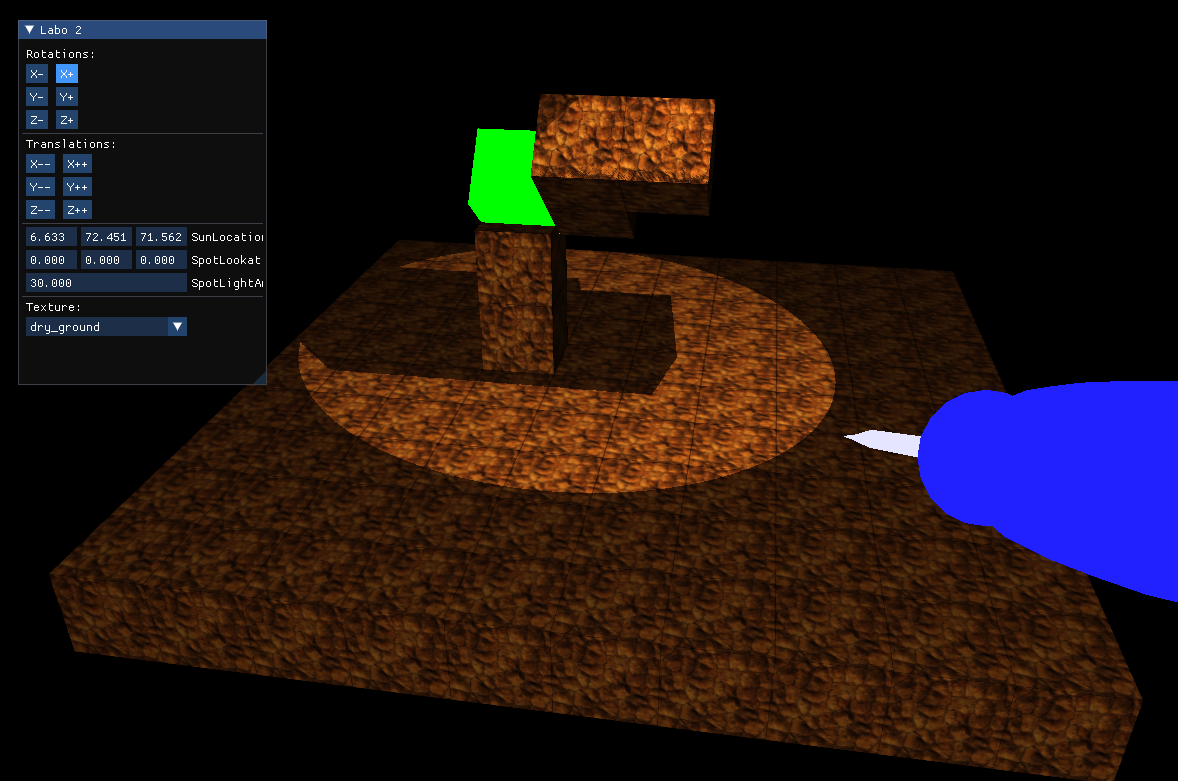 Labo 2
Rotations:
X- X+
Y- Y+
Z- Z+
Translations:
X-- X++
Y-- Y++
Z-- Z++
6.633 72.451 71.562 SunLocation
0.000 0.000 0.000 SpotLookat
30.000 SpotLightA
Texture:
dry_ground